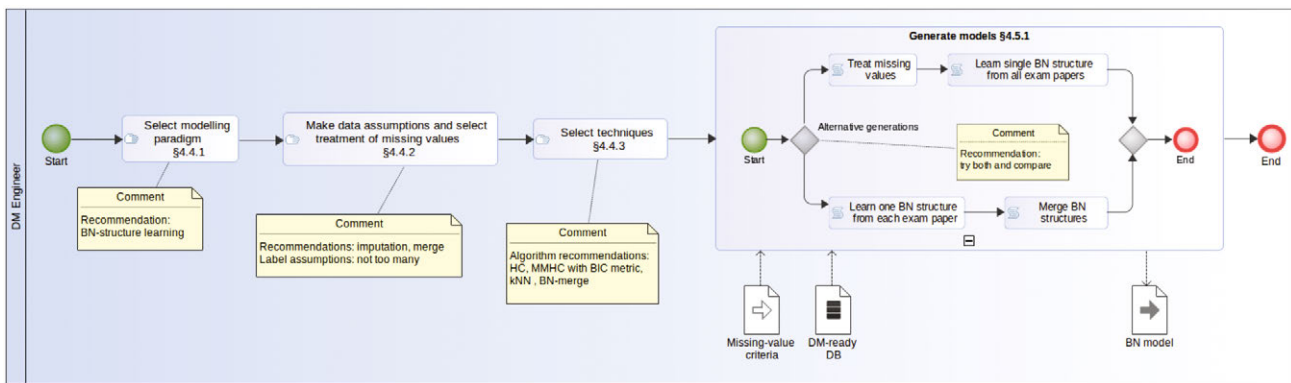 DM Engineer
Start
Select modelling
paradigm
§4.4.1
Comment
Recommendation:
BN-structure learning
Make data assumptions and select
treatment of missing values
§4.4.2
Comment
Recommendations: imputation, merge
Label assumptions: not too many
Select techniques
§4.4.3
Comment
Algorithm recommendations:
HC, MMHC with BIC metric,
kNN , BN-merge
Generate models §4.5.1
Start
Alternative generations
Treat missing
values
Learn single BN structure
from all exam papers
Comment
Recommendation:
try both and compare
Learn one BN structure
from each exam paper
Merge BN
structures
End
End
Missing-value
criteria
DM-ready
DB
BN model